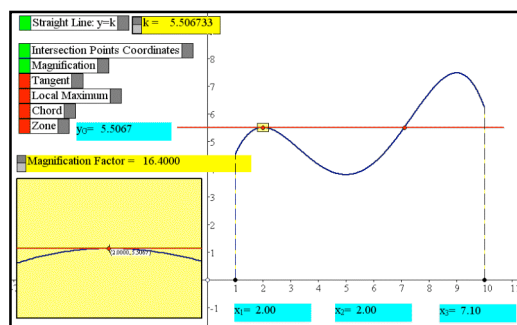 Straight Line: y=k
k = 5.506733
Intersection Points Coordinates
Magnification
Tangent
Local Maximum
Chord
Zone
y₀= 5.5067
Magnification Factor = 16.4000
(2.0000, 5.5067)
8
7
6
5
4
3
2
1
-1
1 2 3 4 5 6 7 8 9 10
x₁= 2.00
x₂= 2.00
x₃= 7.10